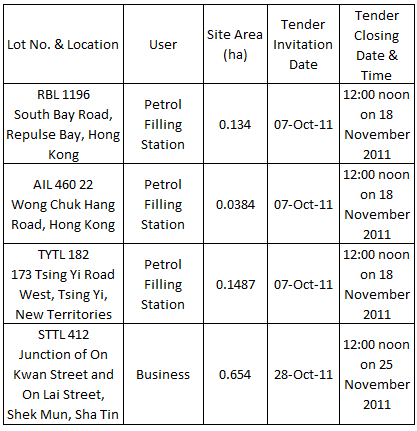 Lot No. & Location
User
Site Area
(ha)
Tender
Invitation
Date
Tender
Closing
Date &
Time
RBL 1196
South Bay Road,
Repulse Bay, Hong
Kong
Petrol
Filling
Station
0.134
07-Oct-11
12:00 noon
on 18
November
2011
AIL 460 22
Wong Chuk Hang
Road, Hong Kong
Petrol
Filling
Station
0.0384
07-Oct-11
12:00 noon
on 18
November
2011
TYTL 182
173 Tsing Yi Road
West, Tsing Yi,
New Territories
Petrol
Filling
Station
0.1487
07-Oct-11
12:00 noon
on 18
November
2011
STTL 412
Junction of On
Kwan Street and
On Lai Street,
Shek Mun, Sha Tin
Business
0.654
28-Oct-11
12:00 noon
on 25
November
2011